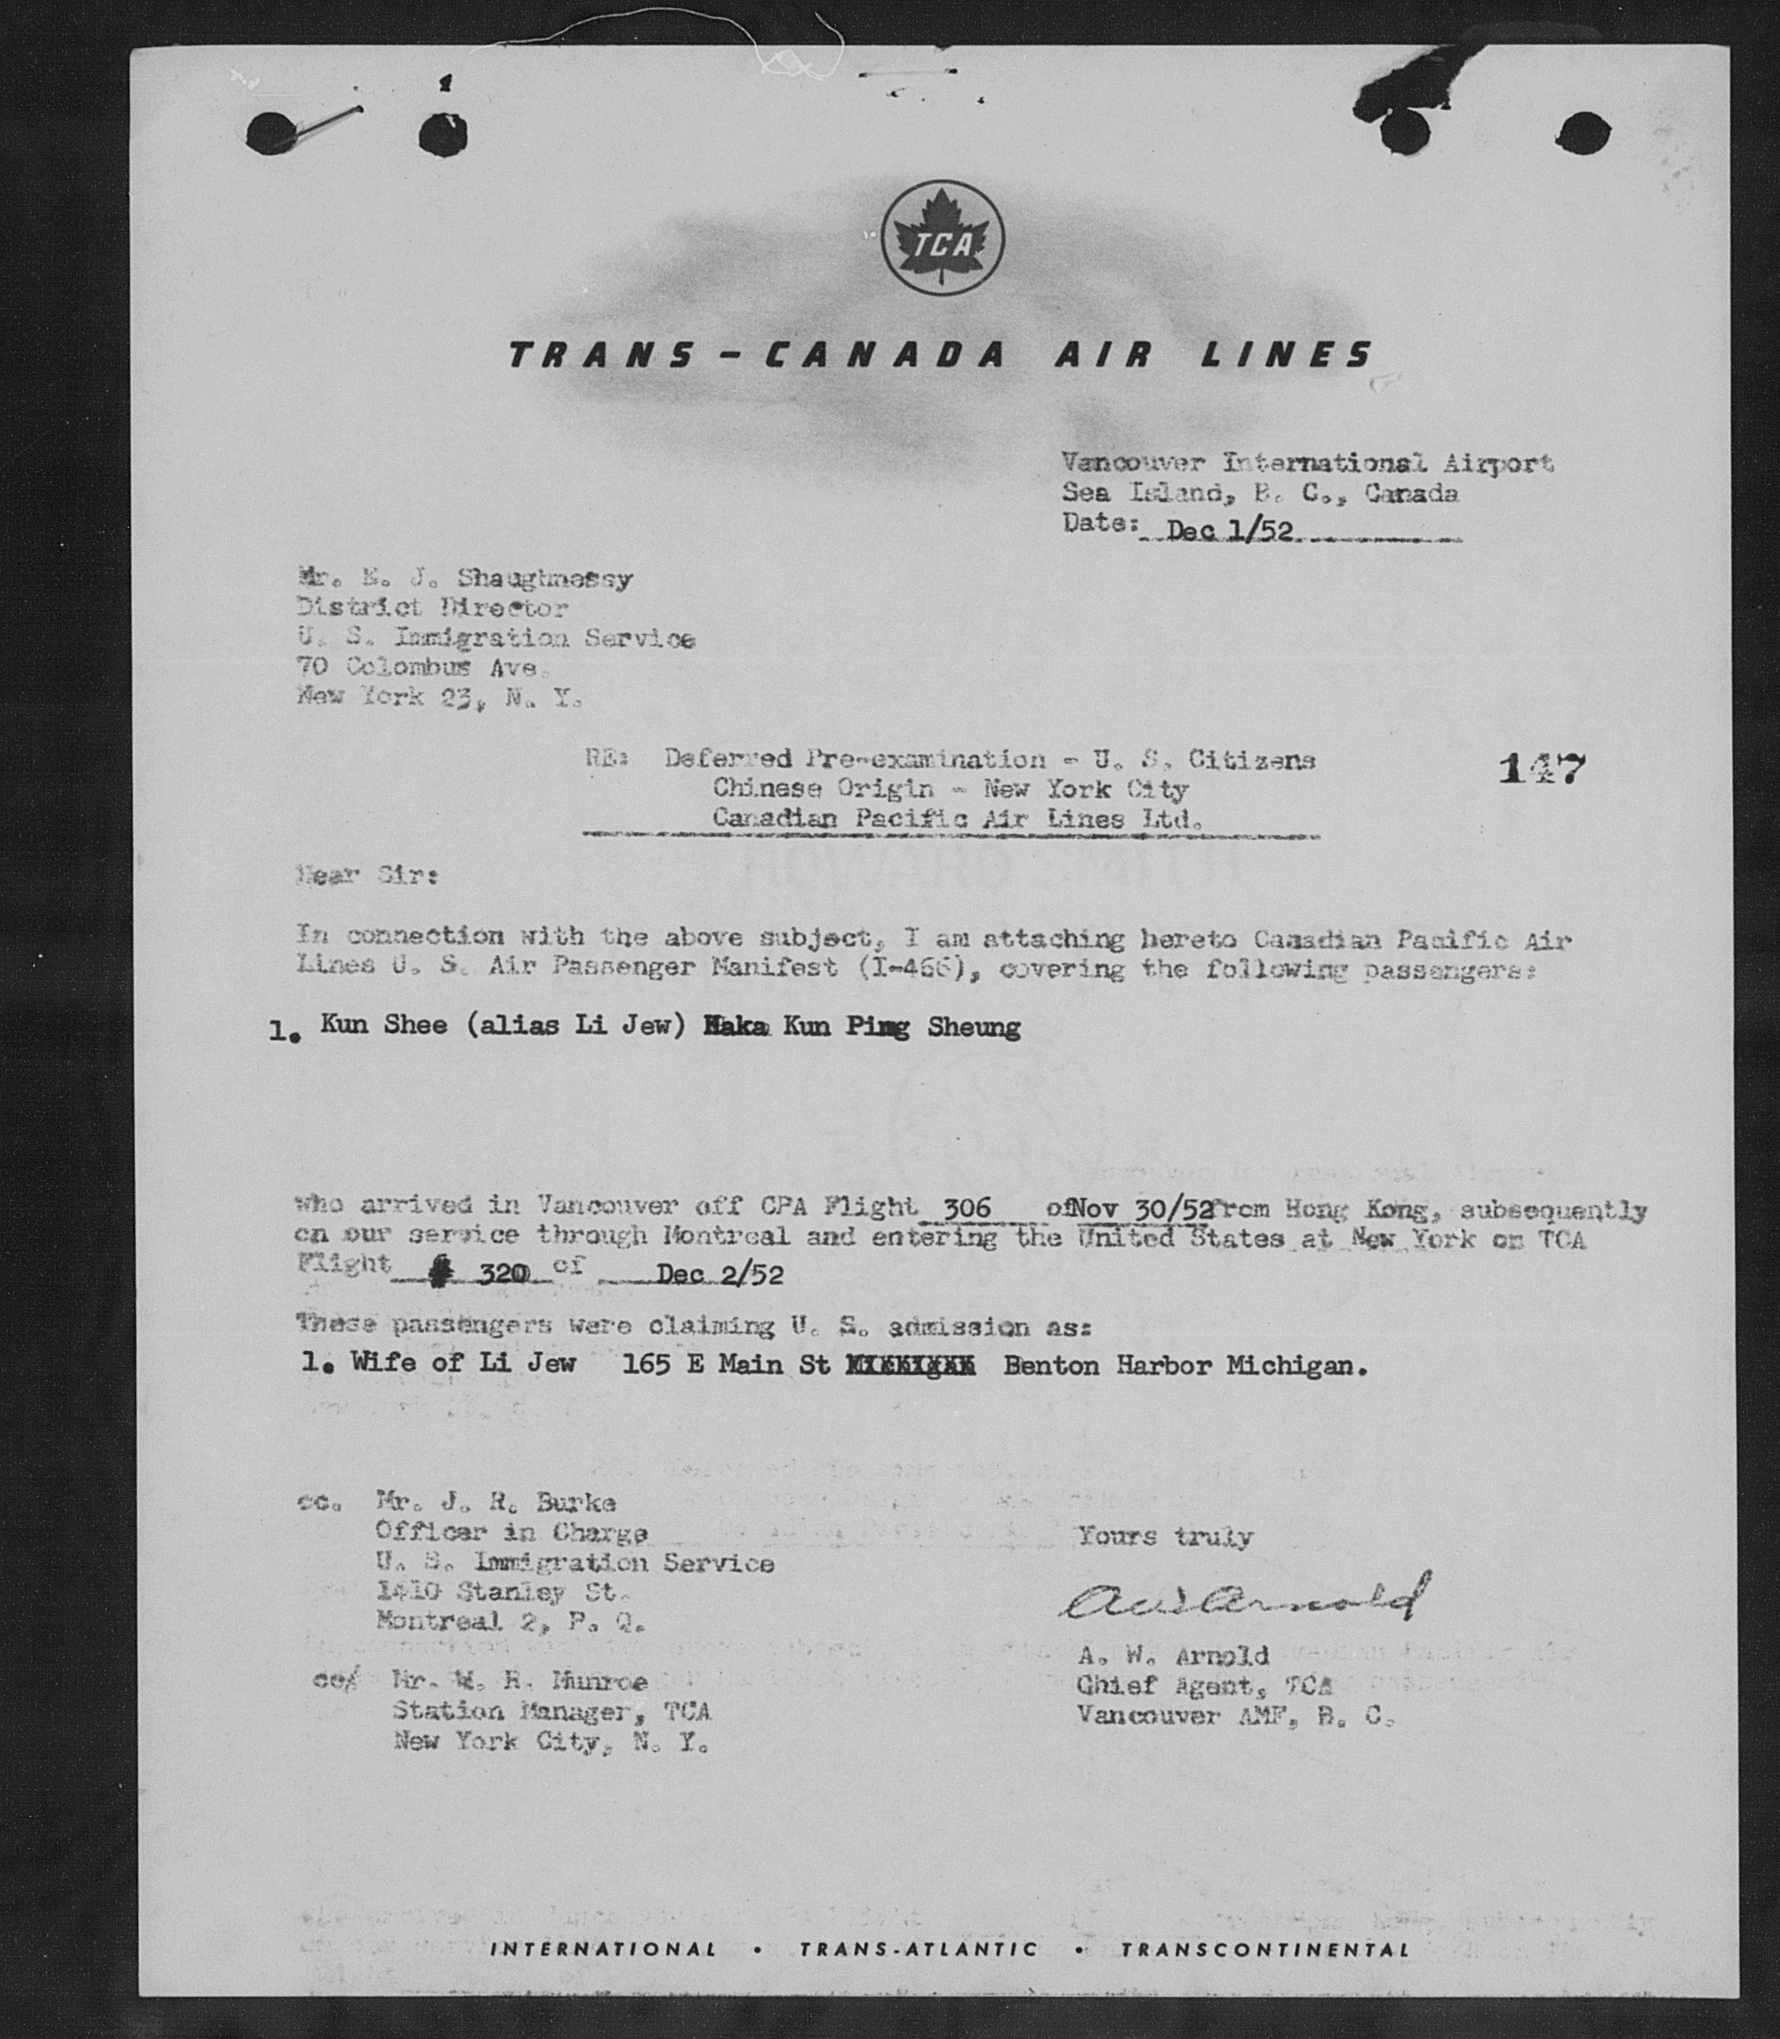 TCA
TRANS-CANADA AIR LINES
Vancouver International Airport
Sea Island, B. C., Canada
Date: Dec 1/52
Mr. E. J. Shaughnessy
District Director
U. S. Immigration Service
70 Colombus Ave.
New York 23, N. Y.
RE: Deferred Pre-examination - U. S. Citizens
Chinese Origin - New York City
Canadian Pacific Air Lines Ltd.
147
Dear Sir:
In connection with the above subject, I am attaching hereto Canadian Pacific Air
Lines U. S. Air Passenger Manifest (I-466), covering the following passengers:
1. Kun Shee (alias Li Jew) aka Kun Ping Sheung
who arrived in Vancouver off CPA Flight 306 of Nov 30/52 from Hong Kong, subsequently
on our service through Montreal and entering the United States at New York on TCA
Flight 320 of Dec 2/52
These passengers were claiming U. S. admission as:
1. Wife of Li Jew 165 E Main St Benton Harbor Michigan.
cc. Mr. J. R. Burke
Officer in Charge
U. S. Immigration Service
1410 Stanley St.
Montreal 2, P. Q.
Yours truly
AW Arnold
A. W. Arnold
Chief Agent, TCA
Vancouver AMF, B. C.
cc/ Mr. W. R. Munroe
Station Manager, TCA
New York City, N. Y.
INTERNATIONAL • TRANS-ATLANTIC • TRANSCONTINENTAL